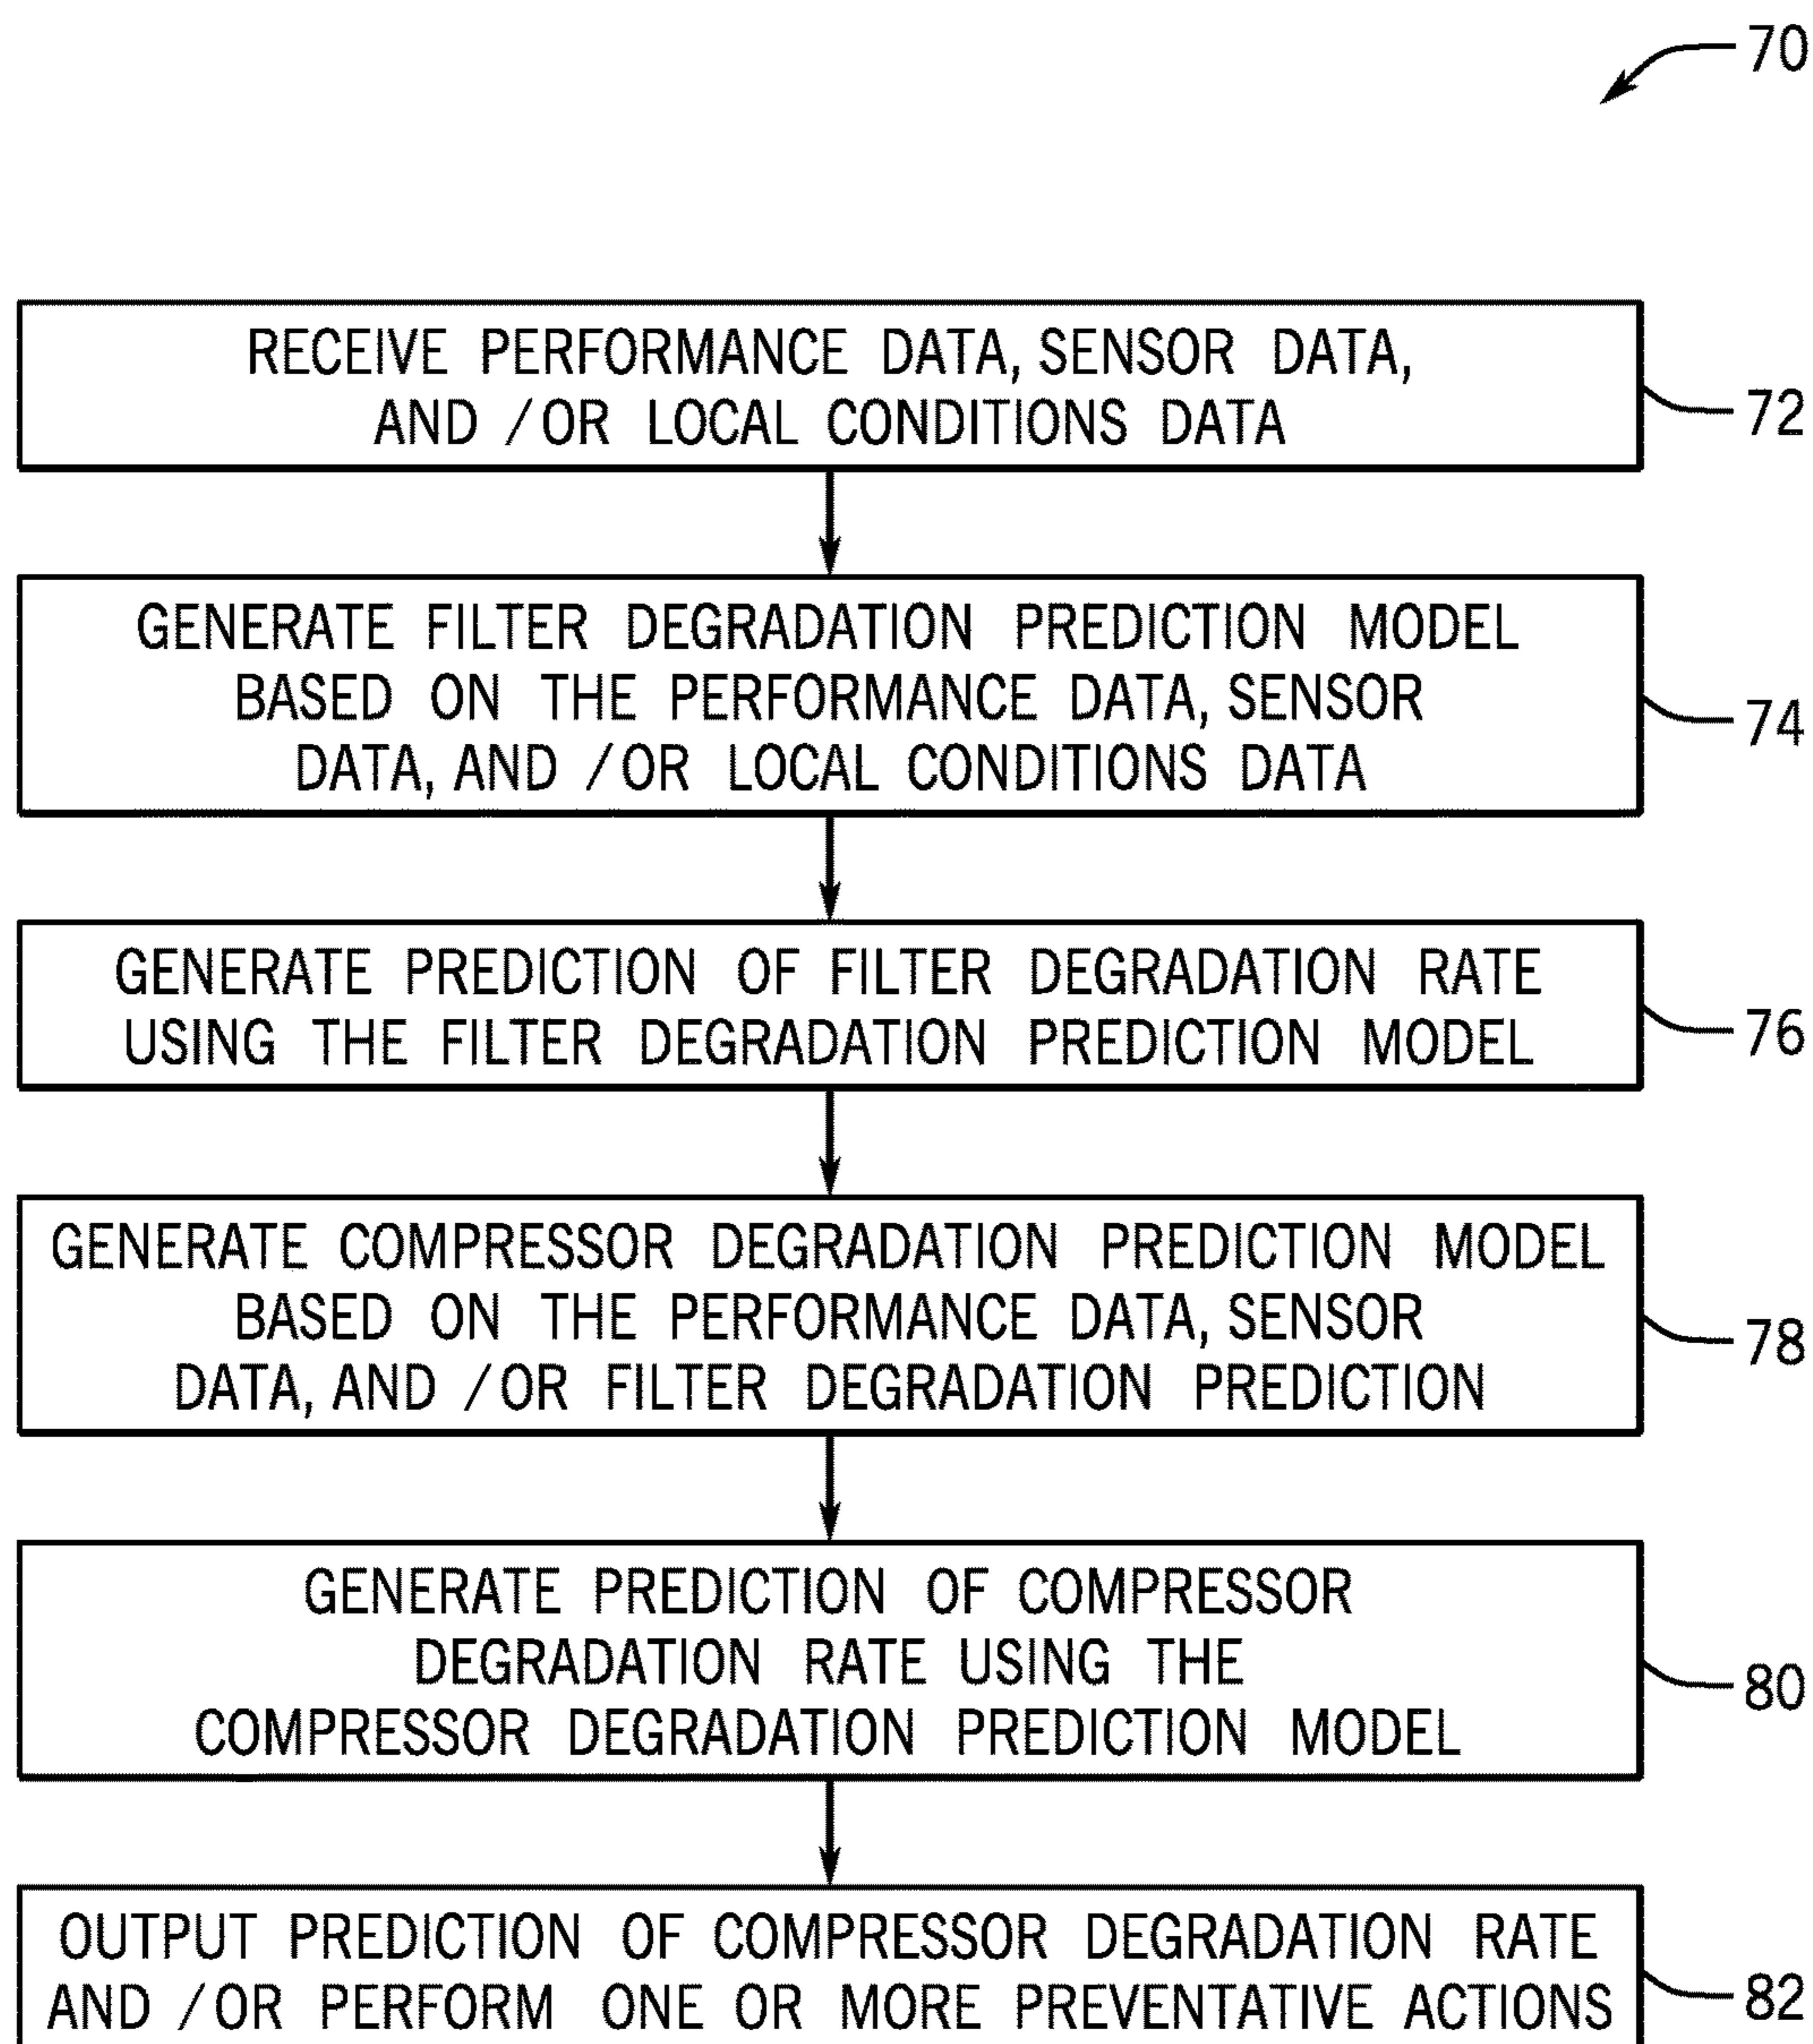 70
RECEIVE PERFORMANCE DATA, SENSOR DATA,
AND /OR LOCAL CONDITIONS DATA
72
GENERATE FILTER DEGRADATION PREDICTION MODEL
BASED ON THE PERFORMANCE DATA, SENSOR
DATA, AND /OR LOCAL CONDITIONS DATA
74
GENERATE PREDICTION OF FILTER DEGRADATION RATE
USING THE FILTER DEGRADATION PREDICTION MODEL
76
GENERATE COMPRESSOR DEGRADATION PREDICTION MODEL
BASED ON THE PERFORMANCE DATA, SENSOR
DATA, AND /OR FILTER DEGRADATION PREDICTION
78
GENERATE PREDICTION OF COMPRESSOR
DEGRADATION RATE USING THE
COMPRESSOR DEGRADATION PREDICTION MODEL
80
OUTPUT PREDICTION OF COMPRESSOR DEGRADATION RATE
AND /OR PERFORM ONE OR MORE PREVENTATIVE ACTIONS
82